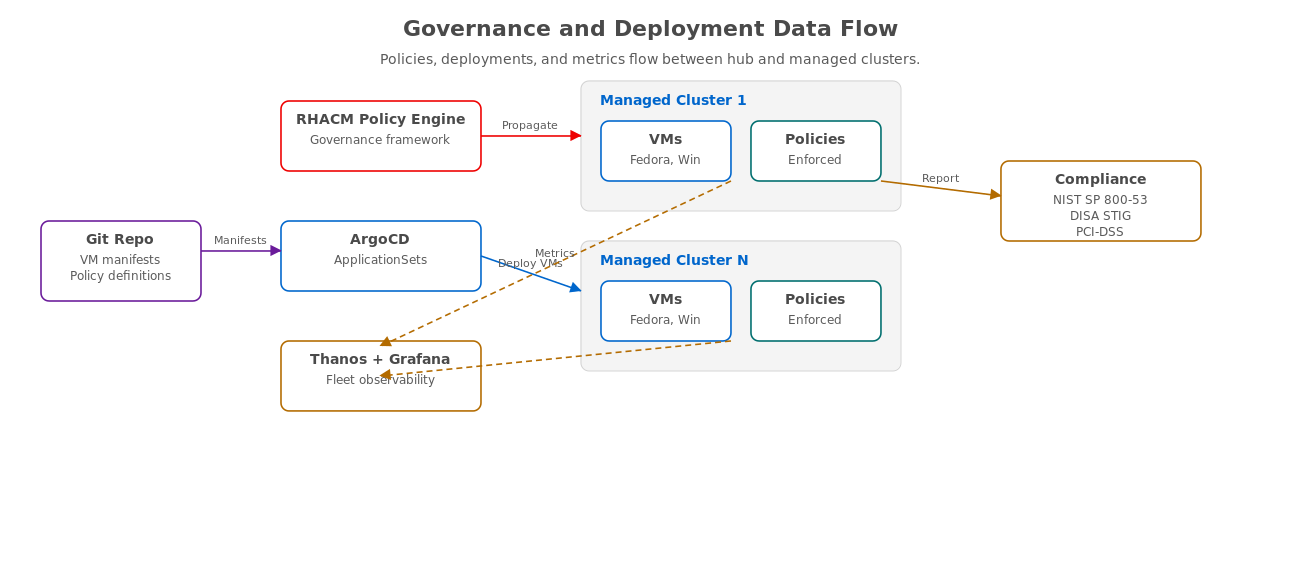 Governance and Deployment Data Flow
Policies, deployments, and metrics flow between hub and managed clusters.
RHACM Policy Engine
Governance framework
Propagate
Managed Cluster 1
VMs
Fedora, Win
Policies
Enforced
Report
Compliance
NIST SP 800-53
DISA STIG
PCI-DSS
Git Repo
VM manifests
Policy definitions
Manifests
ArgoCD
ApplicationSets
Metrics
Deploy VMs
Managed Cluster N
VMs
Fedora, Win
Policies
Enforced
Thanos + Grafana
Fleet observability